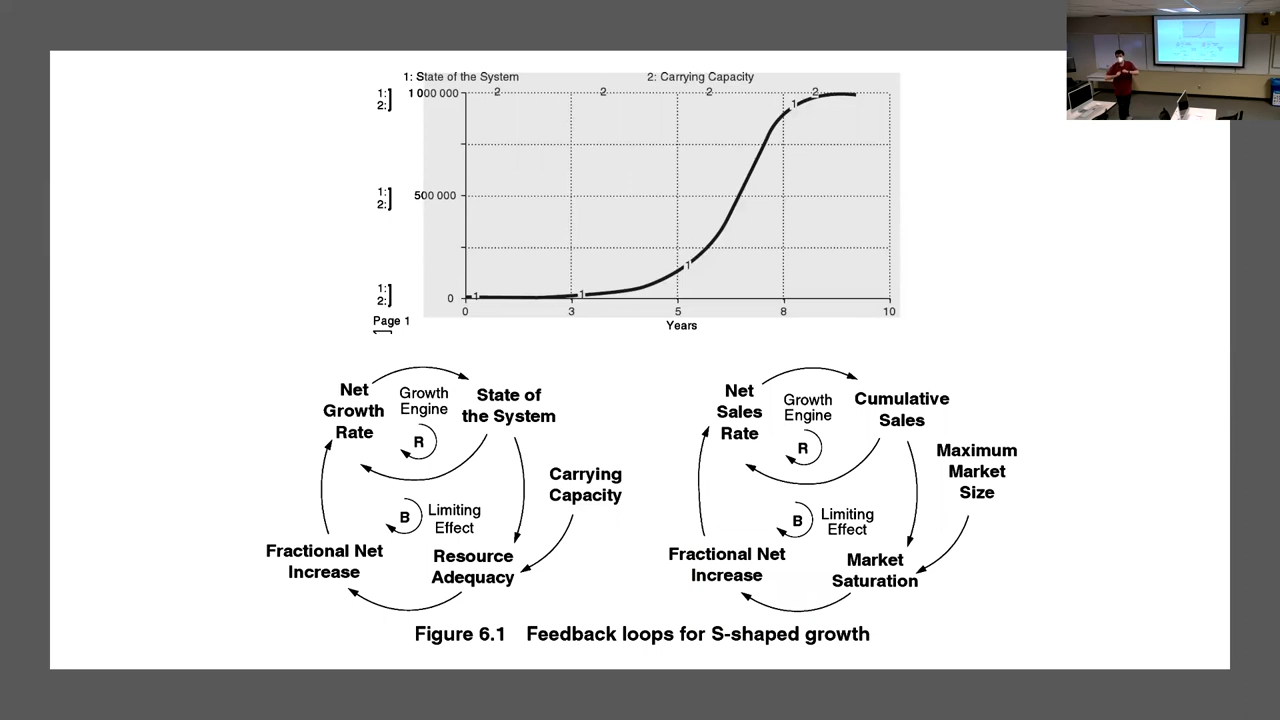 1: State of the System 2: Carrying Capacity
1:
2:
1 000 000
2 2 2 2
1
1:
2:
500 000
1
1:
2:
0
1 1
0 3 5 8 10
Page 1
Years
Net
Growth
Rate
Growth
Engine
State of
the System
R
Carrying
Capacity
B
Limiting
Effect
Fractional Net
Increase
Resource
Adequacy
Net
Sales
Rate
Growth
Engine
Cumulative
Sales
R
Maximum
Market
Size
B
Limiting
Effect
Fractional Net
Increase
Market
Saturation
Figure 6.1 Feedback loops for S-shaped growth